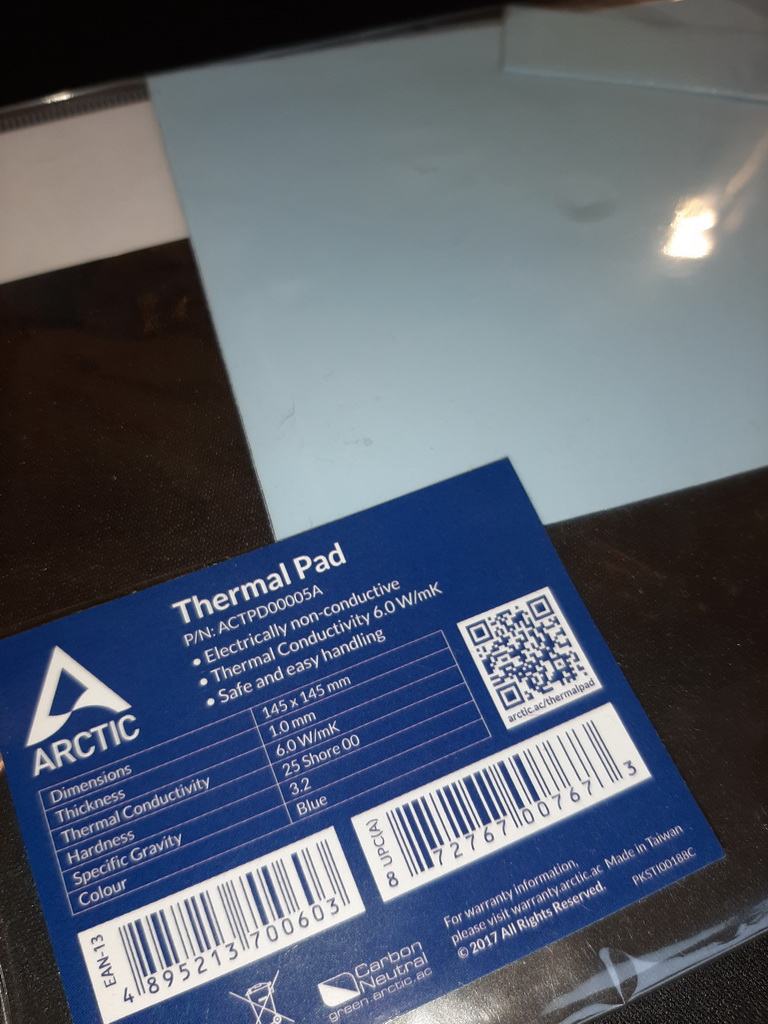 Thermal Pad
P/N: ACTPD00005A
• Electrically non-conductive
• Thermal Conductivity 6.0 W/mK
• Safe and easy handling
ARCTIC
arctic.ac/thermalpad
Dimensions 145 x 145 mm
Thickness 1.0 mm
Thermal Conductivity 6.0 W/mK
Hardness 25 Shore 00
Specific Gravity 3.2
Colour Blue
EAN-13
4 895213 700603
UPC(A)
8 72767 00767 3
Carbon
Neutral
green.arctic.ac
For warranty information,
please visit warranty.arctic.ac
© 2017 All Rights Reserved.
Made in Taiwan
PKSTI00188C